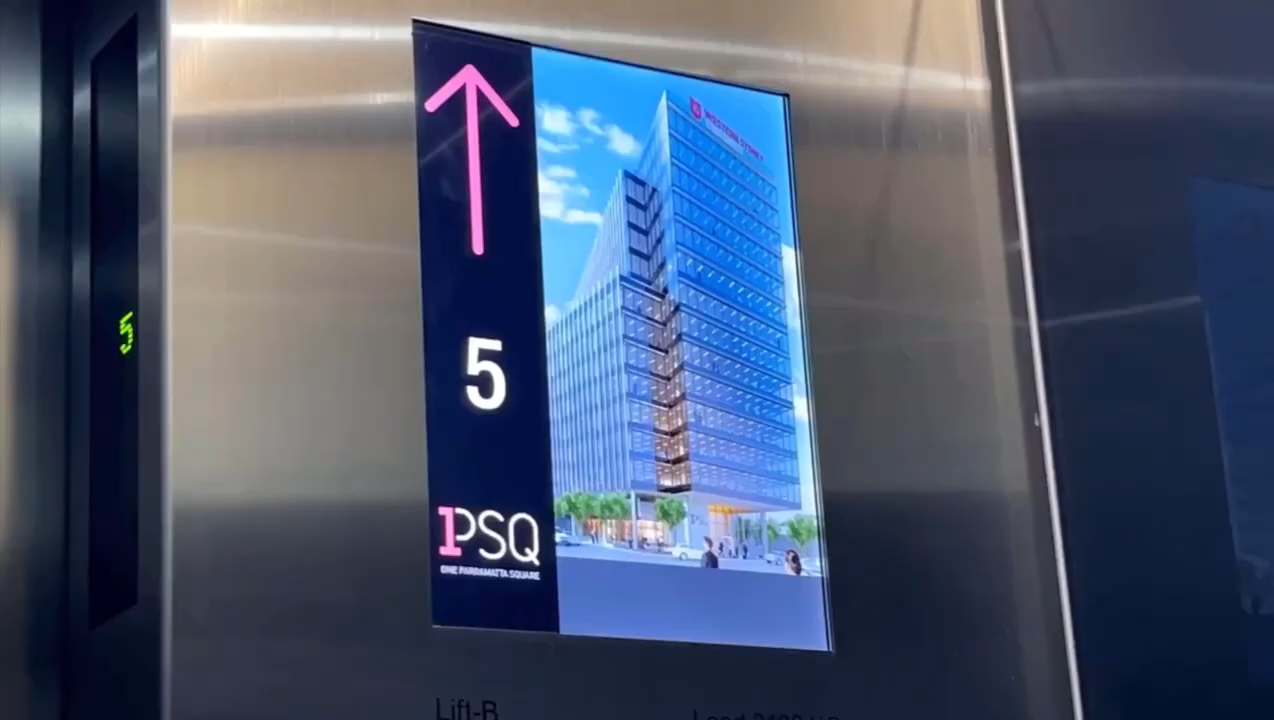 5
5
1PSQ
ONE PARRAMATTA SQUARE
WESTERN SYDNEY
Lift-B